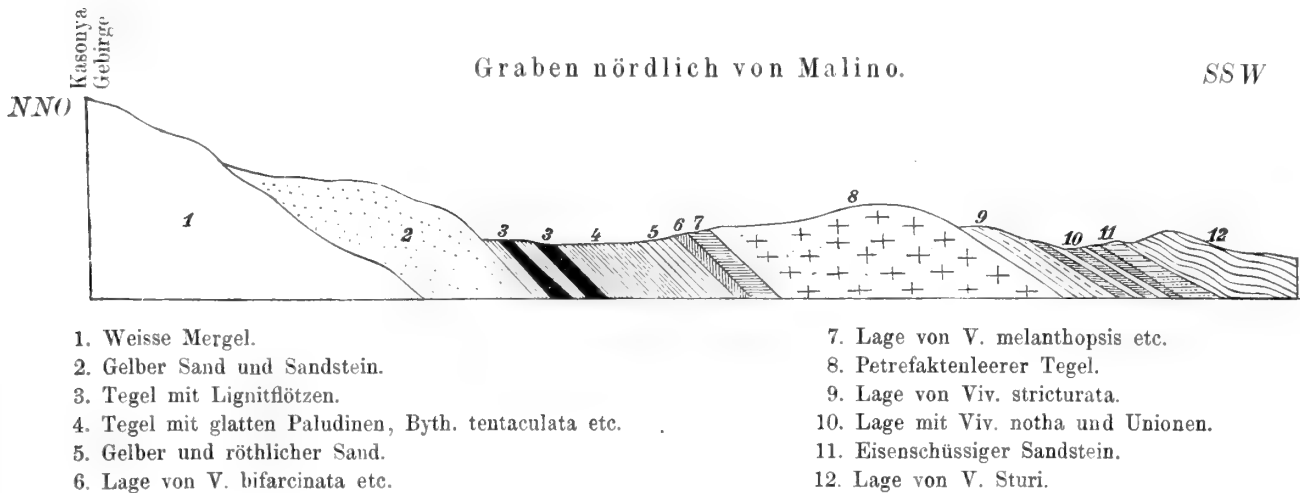 Kasonya
Gebirge
Graben nördlich von Malino.
NNO
SSW
1
2
3
3
4
5
6
7
8
9
10
11
12
1. Weisse Mergel.
2. Gelber Sand und Sandstein.
3. Tegel mit Lignitflötzen.
4. Tegel mit glatten Paludinen, Byth. tentaculata etc.
5. Gelber und röthlicher Sand.
6. Lage von V. bifarcinata etc.
7. Lage von V. melanthopsis etc.
8. Petrefaktenleerer Tegel.
9. Lage von Viv. stricturata.
10. Lage mit Viv. notha und Unionen.
11. Eisenschüssiger Sandstein.
12. Lage von V. Sturi.